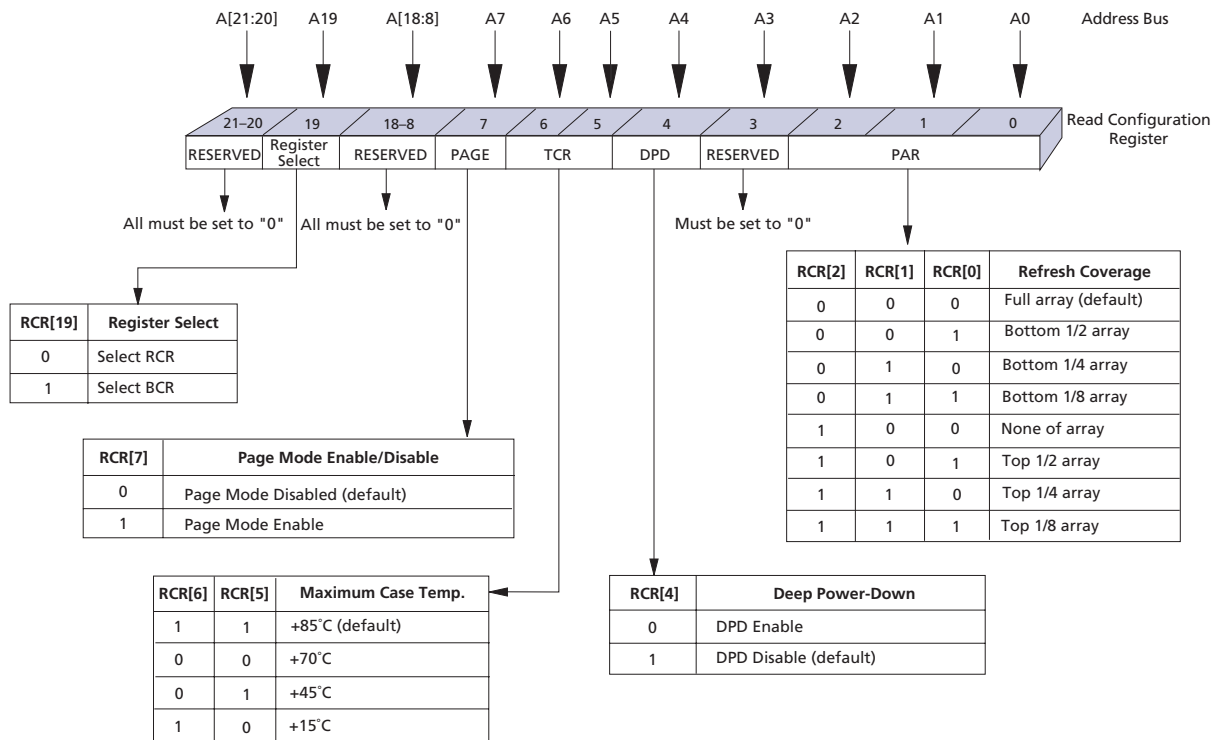 A[21:20] A19 A[18:8] A7 A6 A5 A4 A3 A2 A1 A0 Address Bus
21–20 19 18–8 7 6 5 4 3 2 1 0
Read Configuration
Register
RESERVED Register Select RESERVED PAGE TCR DPD RESERVED PAR
All must be set to "0" All must be set to "0" Must be set to "0"
RCR[19] Register Select
0 Select RCR
1 Select BCR
RCR[2] RCR[1] RCR[0] Refresh Coverage
0 0 0 Full array (default)
0 0 1 Bottom 1/2 array
0 1 0 Bottom 1/4 array
0 1 1 Bottom 1/8 array
1 0 0 None of array
1 0 1 Top 1/2 array
1 1 0 Top 1/4 array
1 1 1 Top 1/8 array
RCR[7] Page Mode Enable/Disable
0 Page Mode Disabled (default)
1 Page Mode Enable
RCR[6] RCR[5] Maximum Case Temp.
1 1 +85˚C (default)
0 0 +70˚C
0 1 +45˚C
1 0 +15˚C
RCR[4] Deep Power-Down
0 DPD Enable
1 DPD Disable (default)